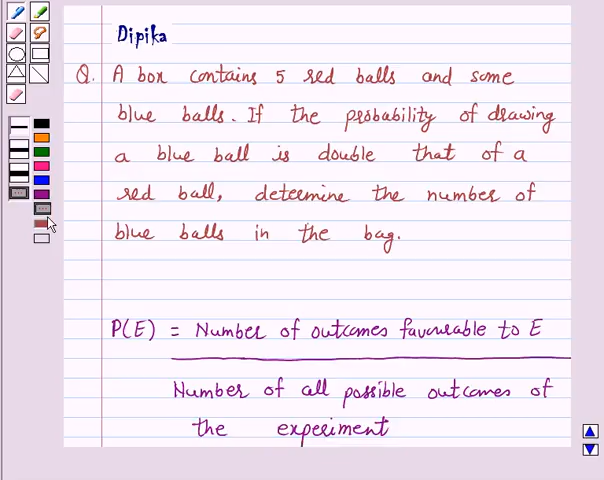 Dipika
Q. A box contains 5 red balls and some
blue balls. If the probability of drawing
a blue ball is double that of a
red ball, determine the number of
blue balls in the bag.
P(E) = Number of outcomes favourable to E
Number of all possible outcomes of
the experiment